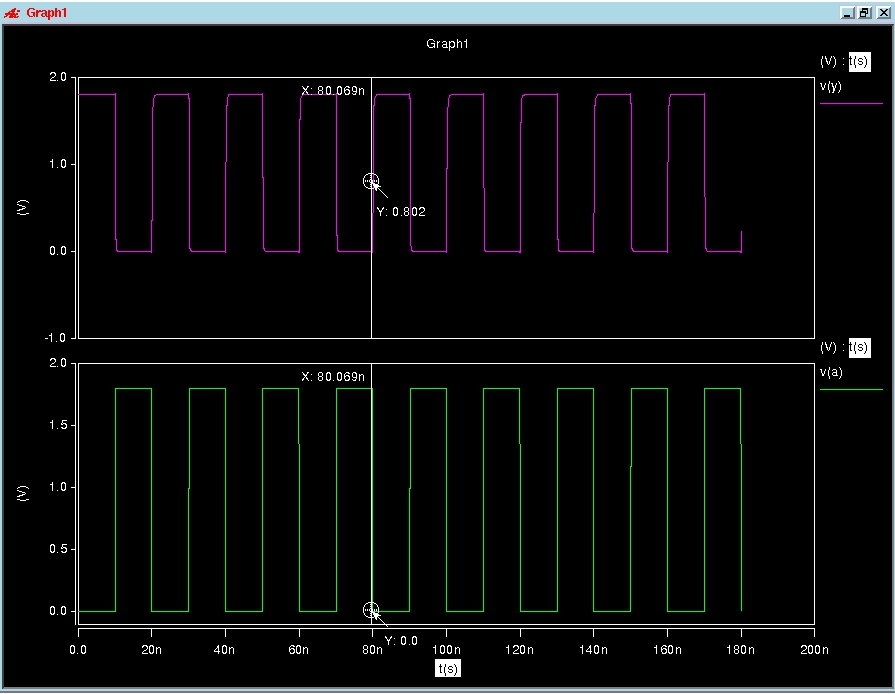 Graph1
Graph1
(V) : t(s)
v(y)
2.0
X: 80.069n
1.0
Y: 0.802
(V)
0.0
-1.0
(V) : t(s)
v(a)
2.0
X: 80.069n
1.5
1.0
(V)
0.5
0.0
Y: 0.0
0.0 20n 40n 60n 80n 100n 120n 140n 160n 180n 200n
t(s)